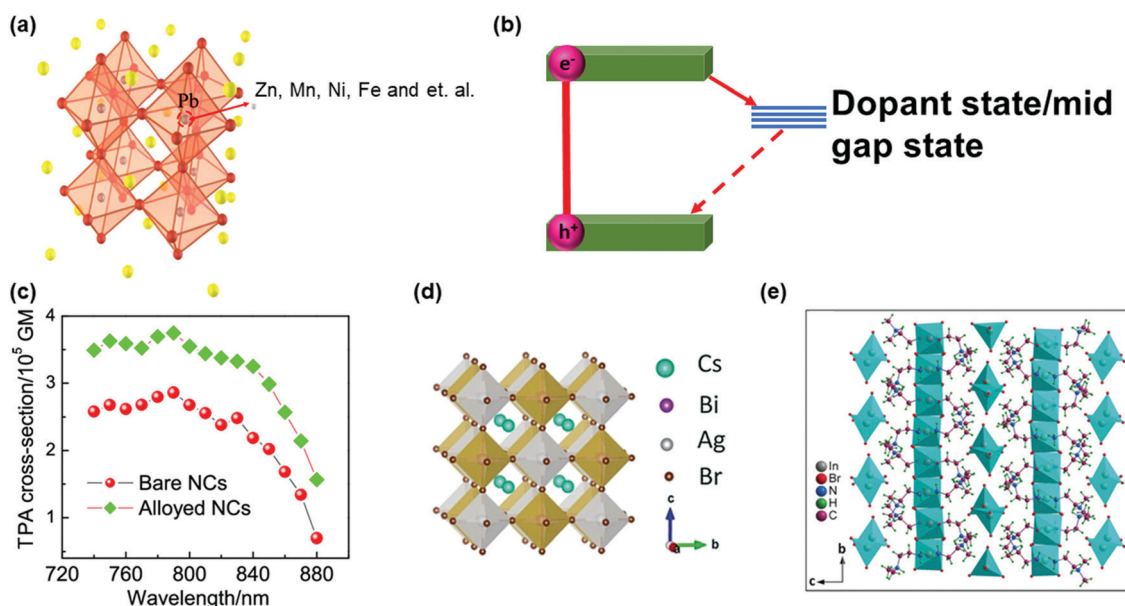 (a)
Pb
Zn, Mn, Ni, Fe and et. al.
(b)
e-
h+
Dopant state/mid
gap state
(c)
TPA cross-section/10⁵ GM
4
3
2
1
Bare NCs
Alloyed NCs
720 760 800 840 880
Wavelength/nm
(d)
Cs
Bi
Ag
Br
c
a
b
(e)
In
Br
N
H
C
b
c